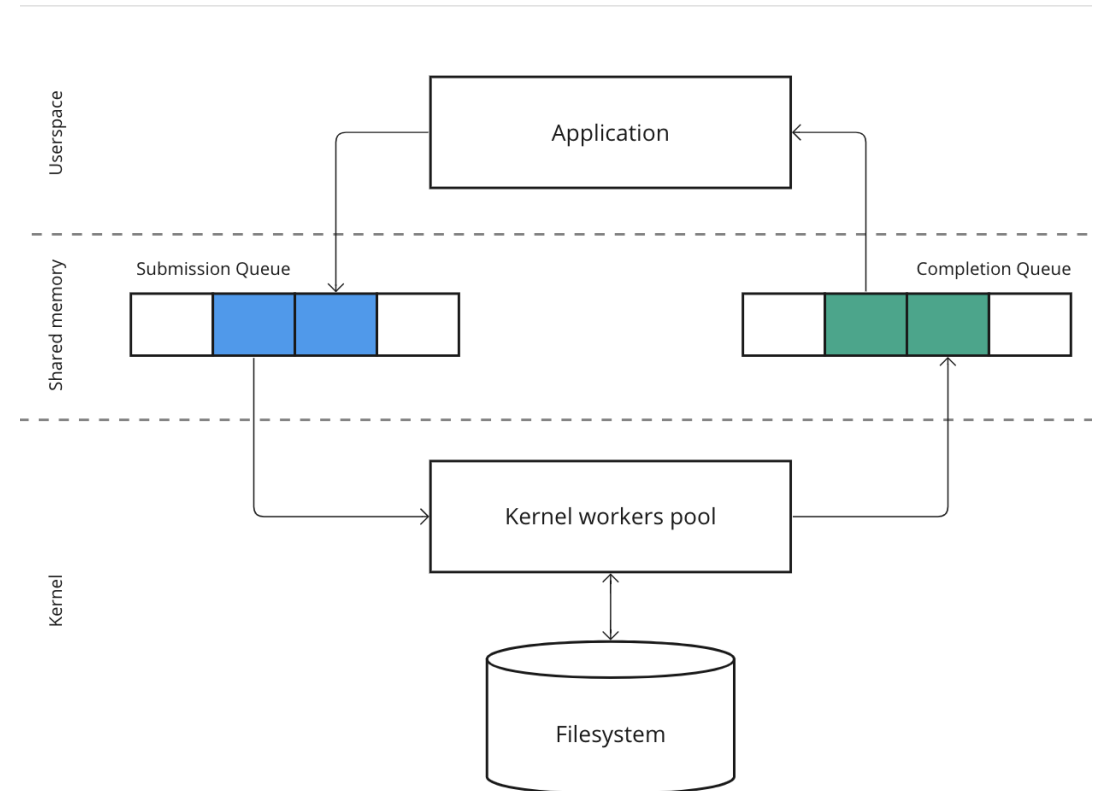 Userspace
Application
Shared memory
Submission Queue
Completion Queue
Kernel
Kernel workers pool
Filesystem